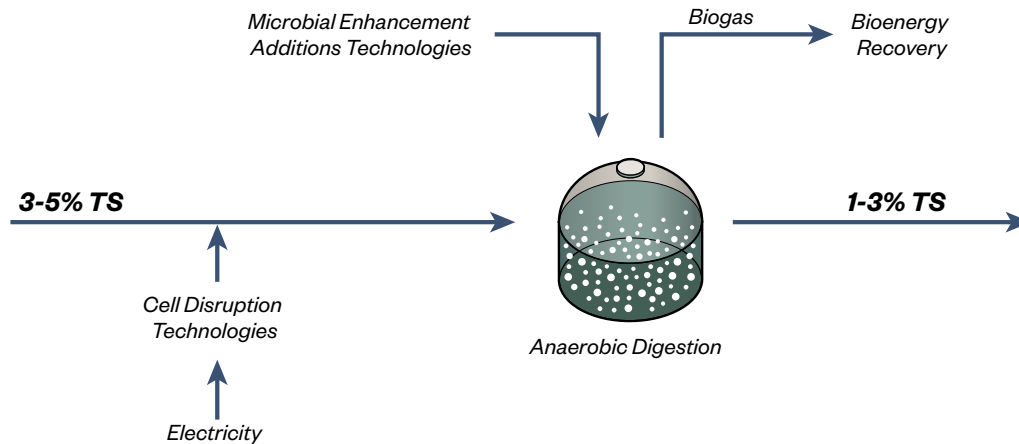 Microbial Enhancement
Additions Technologies
Biogas
Bioenergy
Recovery
3-5% TS
1-3% TS
Cell Disruption
Technologies
Anaerobic Digestion
Electricity